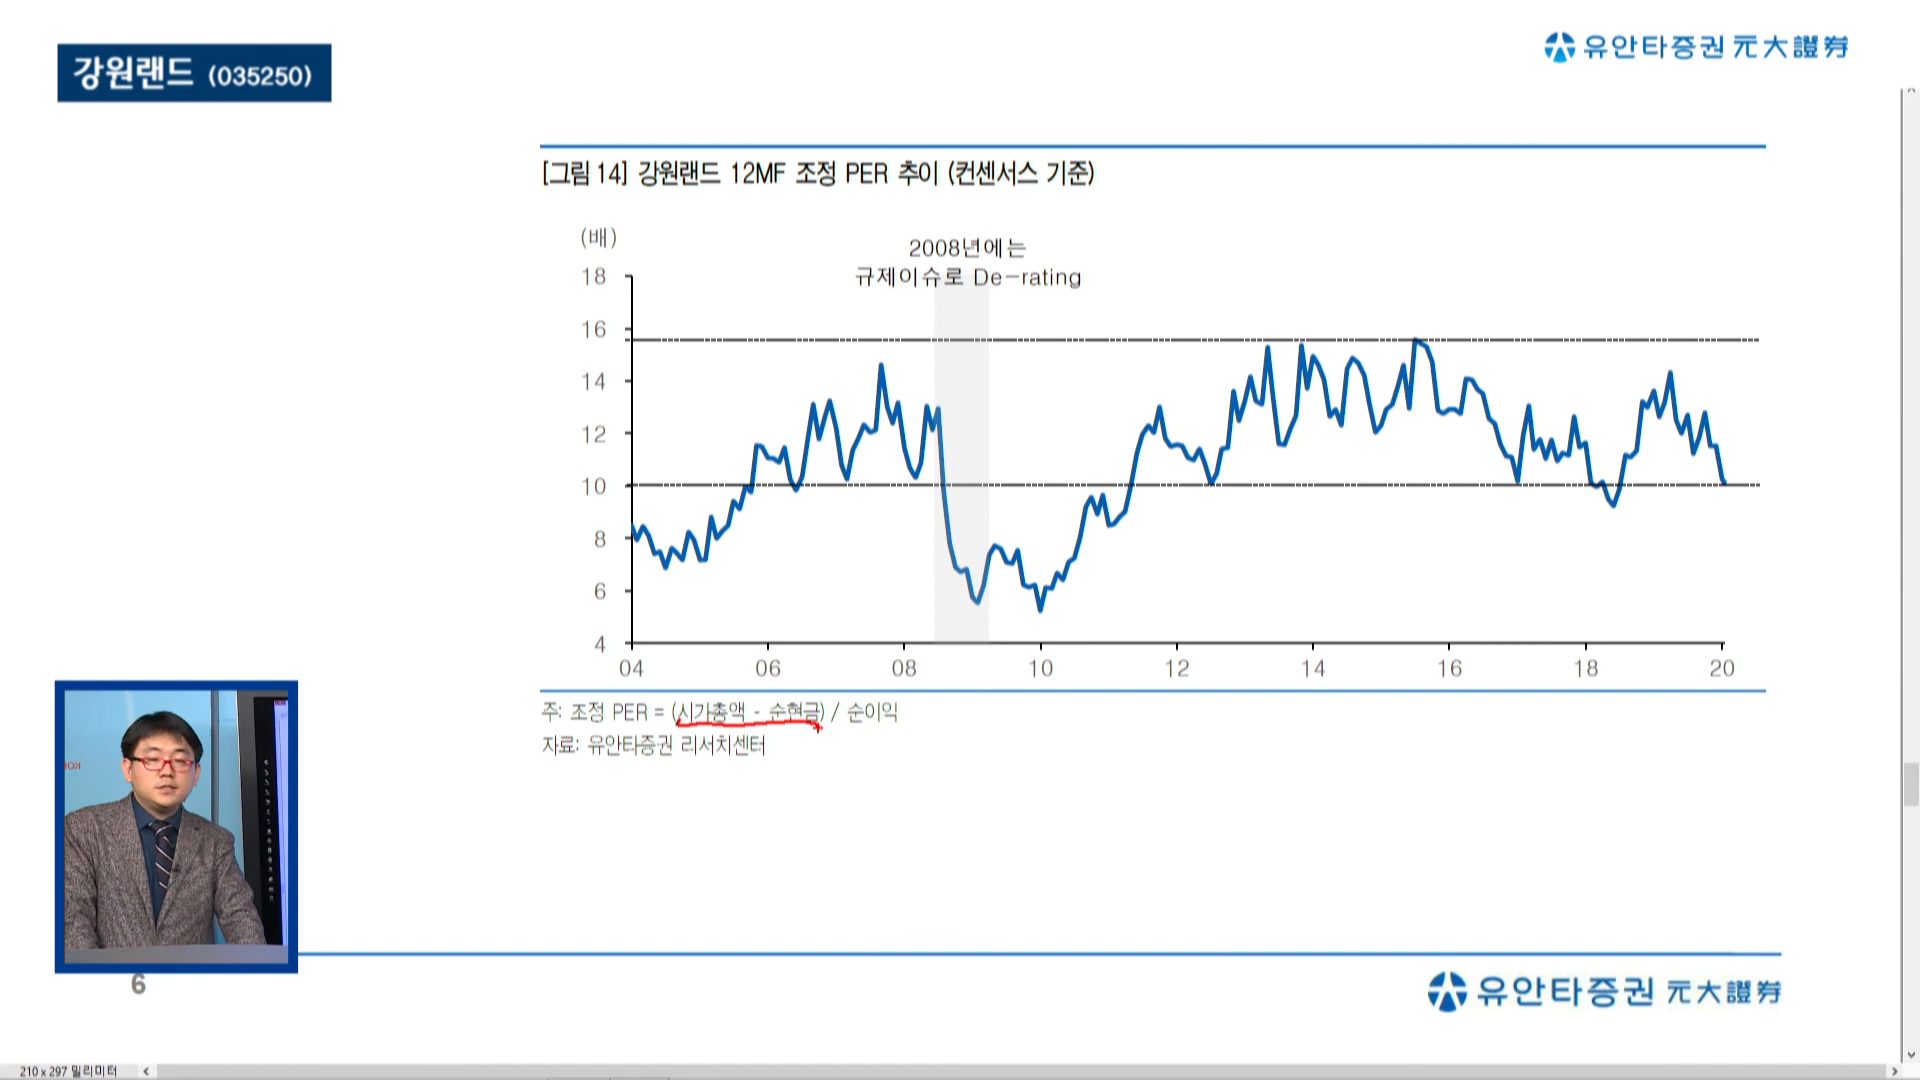 강원랜드 (035250)
유안타증권 元大證券
[그림 14] 강원랜드 12MF 조정 PER 추이 (컨센서스 기준)
(배)
2008년에는
규제이슈로 De-rating
18
16
14
12
10
8
6
4
04 06 08 10 12 14 16 18 20
주: 조정 PER = (시가총액 - 순현금) / 순이익
자료: 유안타증권 리서치센터
6
유안타증권 元大證券
210 x 297 밀리미터